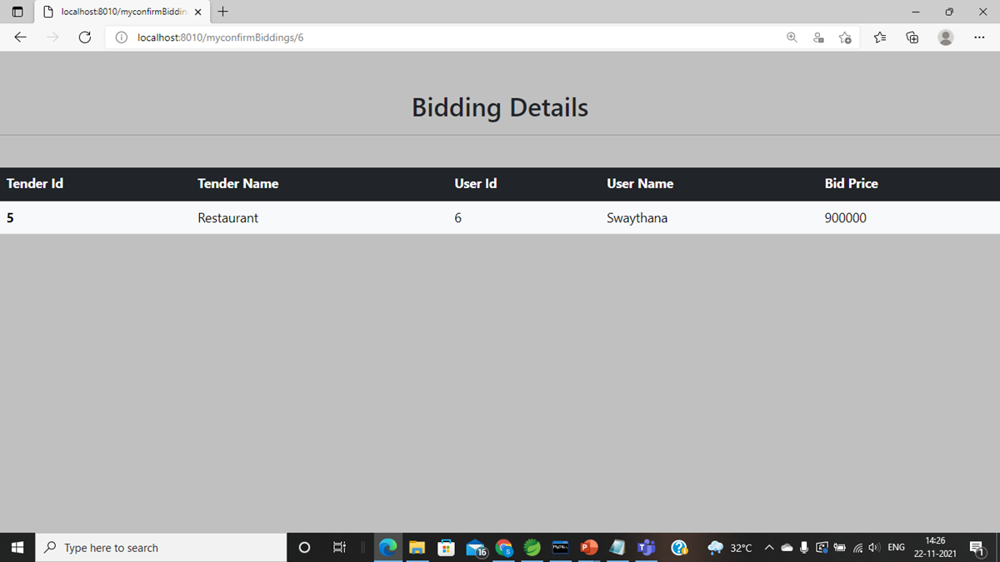 localhost:8010/myconfirmBiddin
localhost:8010/myconfirmBiddings/6
Bidding Details
Tender Id Tender Name User Id User Name Bid Price
5 Restaurant 6 Swaythana 900000
Type here to search
16
S
P
T
32°C
ENG
14:26
22-11-2021
1